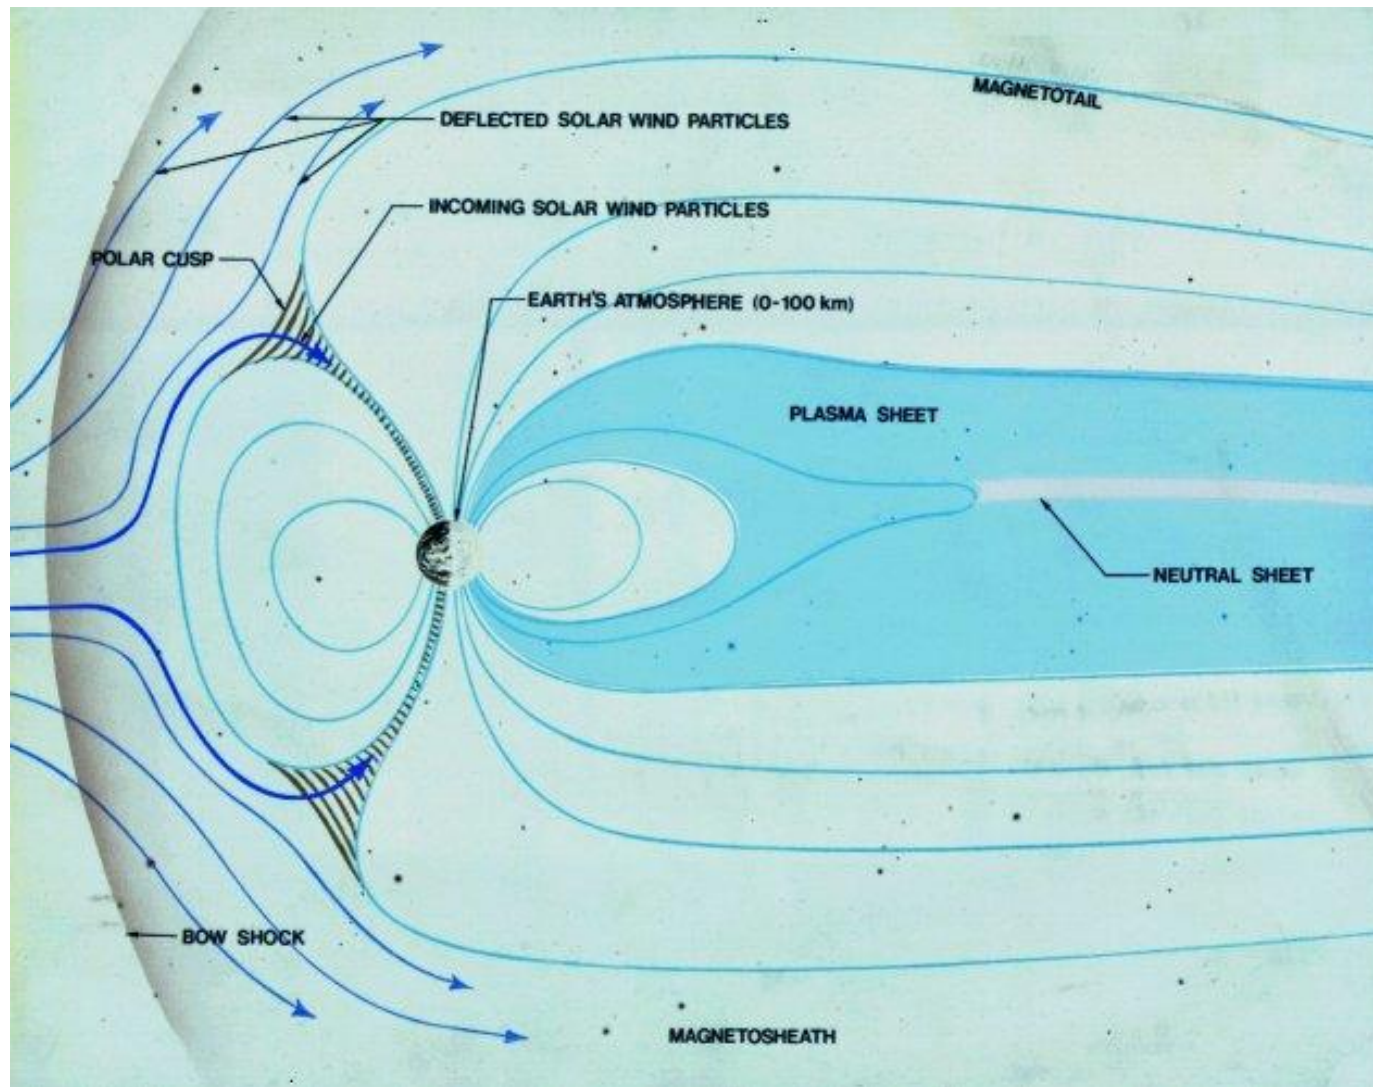 MAGNETOTAIL
DEFLECTED SOLAR WIND PARTICLES
INCOMING SOLAR WIND PARTICLES
POLAR CUSP
EARTH'S ATMOSPHERE (0-100 km)
PLASMA SHEET
NEUTRAL SHEET
BOW SHOCK
MAGNETOSHEATH